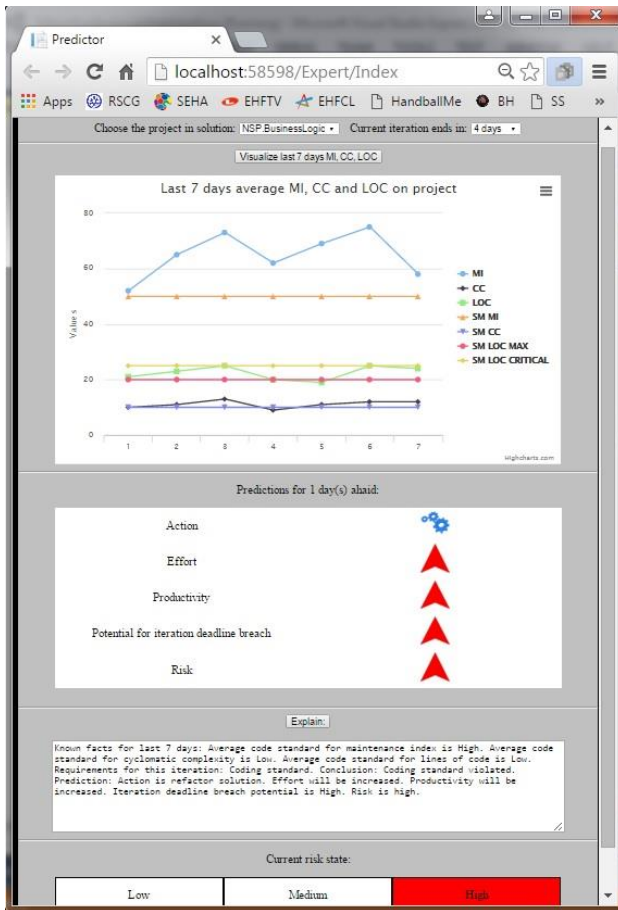 Predictor
localhost:58598/Expert/Index
Apps RSCG SEHA EHFTV EHFCL HandballMe BH SS »
Choose the project in solution: NSP.BusinessLogic Current iteration ends in: 4 days
Visualize last 7 days MI, CC, LOC
Last 7 days average MI, CC and LOC on project
80
60
40
20
0
Values
1 2 3 4 5 6 7
MI
CC
LOC
SM MI
SM CC
SM LOC MAX
SM LOC CRITICAL
Highcharts.com
Predictions for 1 day(s) ahaid:
Action
Effort
Productivity
Potential for iteration deadline breach
Risk
Explain:
Known facts for last 7 days: Average code standard for maintenance index is High. Average code
standard for cyclomatic complexity is Low. Average code standard for lines of code is Low.
Requirements for this iteration: Coding standard. Conclusion: Coding standard violated.
Prediction: Action is refactor solution. Effort will be increased. Productivity will be
increased. Iteration deadline breach potential is High. Risk is high.
Current risk state:
Low Medium High